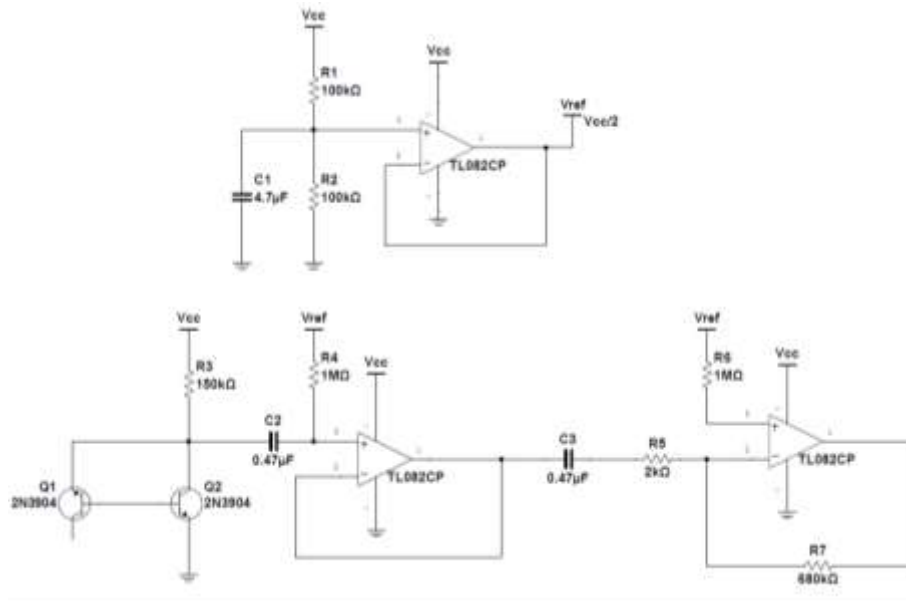 Vcc
R1
100kΩ
Vcc
Vref
Vcc/2
TL082CP
C1
4.7µF
R2
100kΩ
Vcc
R3
150kΩ
Vref
R4
1MΩ
Vcc
C2
0.47µF
TL082CP
Q1
2N3904
Q2
2N3904
C3
0.47µF
R5
2kΩ
Vref
R6
1MΩ
Vcc
TL082CP
R7
680kΩ